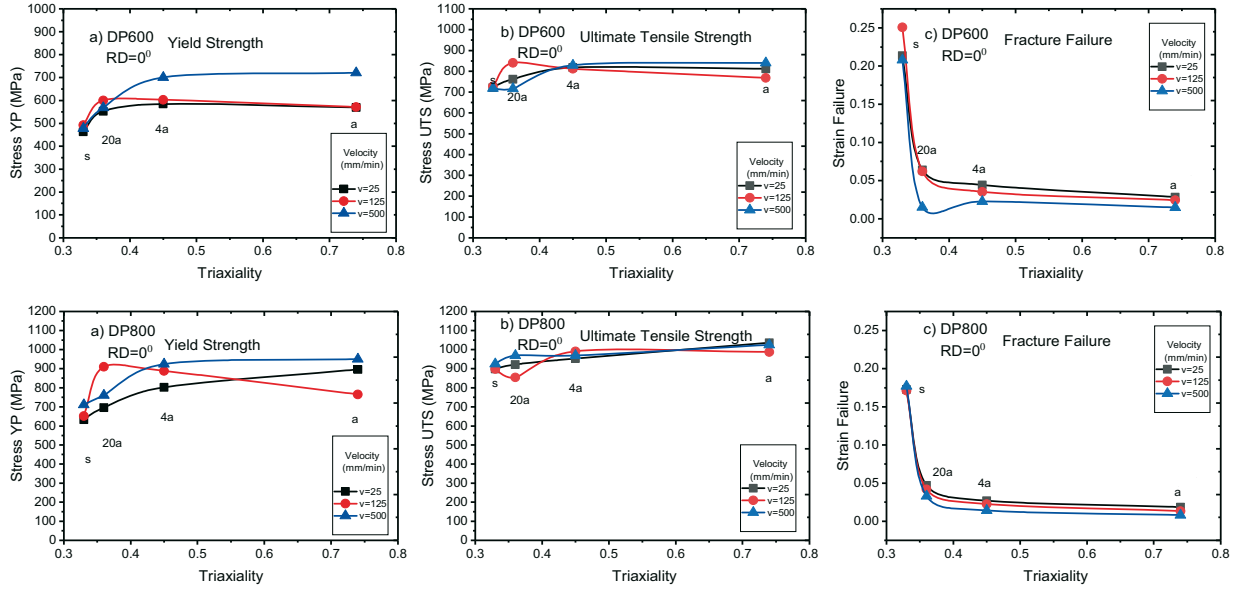 a) DP600
RD=0⁰
Yield Strength
Stress YP (MPa)
1000
900
800
700
600
500
400
300
200
100
0
s
20a
4a
a
Velocity
(mm/min)
v=25
v=125
v=500
0.3
0.4
0.5
0.6
0.7
0.8
Triaxiality
b) DP600
RD=0⁰
Ultimate Tensile Strength
Stress UTS (MPa)
1100
1000
900
800
700
600
500
400
300
200
100
0
s
20a
4a
a
Velocity
(mm/min)
v=25
v=125
v=500
0.3
0.4
0.5
0.6
0.7
0.8
Triaxiality
c) DP600
RD=0⁰
Fracture Failure
Strain Failure
0.25
0.20
0.15
0.10
0.05
0.00
s
20a
4a
a
Velocity
(mm/min)
v=25
v=125
v=500
0.3
0.4
0.5
0.6
0.7
0.8
Triaxiality
a) DP800
RD=0⁰
Yield Strength
Stress YP (MPa)
1200
1100
1000
900
800
700
600
500
400
300
200
100
0
s
20a
4a
a
Velocity
(mm/min)
v=25
v=125
v=500
0.3
0.4
0.5
0.6
0.7
0.8
Triaxiality
b) DP800
RD=0⁰
Ultimate Tensile Strength
Stress UTS (MPa)
1200
1100
1000
900
800
700
600
500
400
300
200
100
0
s
20a
4a
a
Velocity
(mm/min)
v=25
v=125
v=500
0.3
0.4
0.5
0.6
0.7
0.8
Triaxiality
c) DP800
RD=0⁰
Fracture Failure
Strain Failure
0.25
0.20
0.15
0.10
0.05
0.00
s
20a
4a
a
Velocity
(mm/min)
v=25
v=125
v=500
0.3
0.4
0.5
0.6
0.7
0.8
Triaxiality